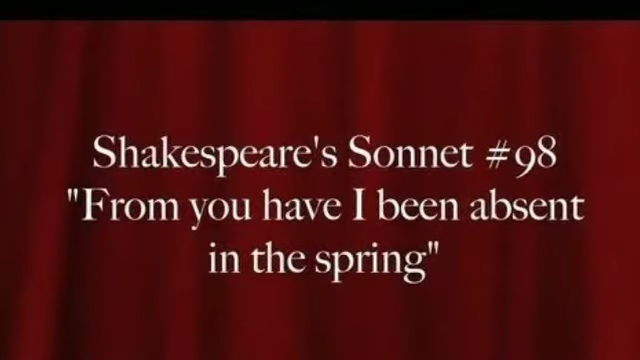 Shakespeare's Sonnet #98
"From you have I been absent
in the spring"